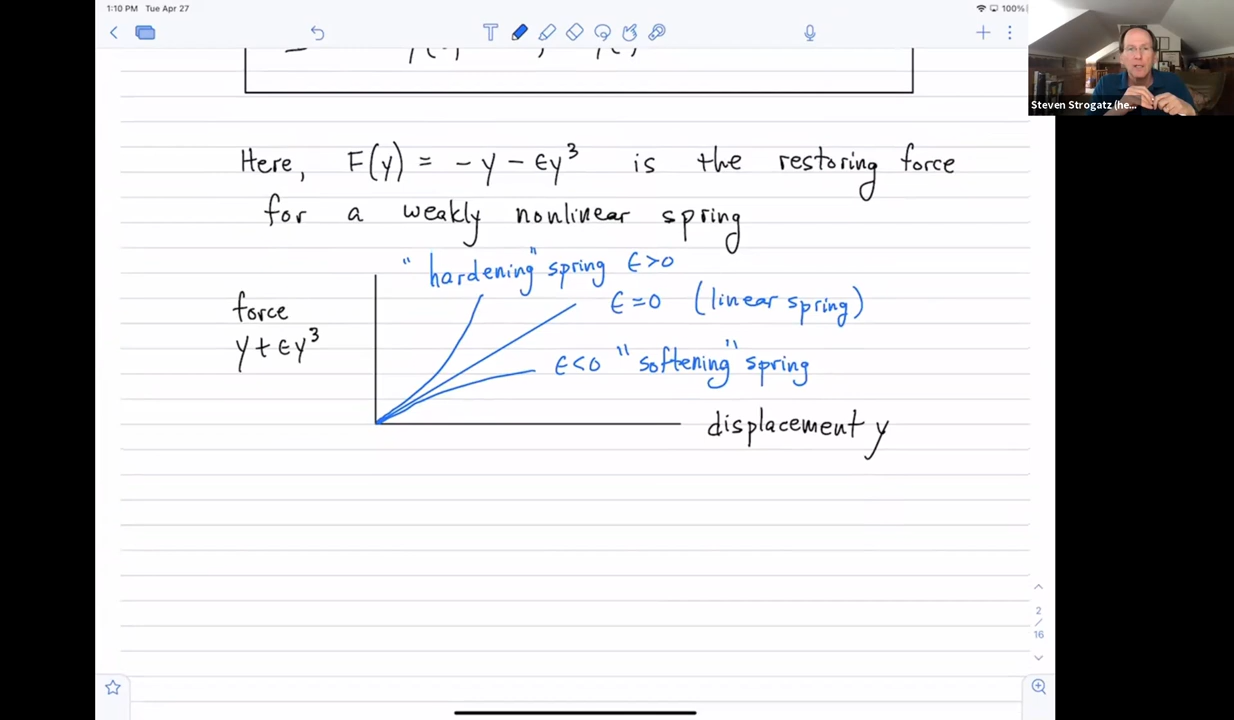 1:10 PM Tue Apr 27
100%
Steven Strogatz (he...
Here, F(y) = -y - εy³ is the restoring force
for a weakly nonlinear spring
"hardening" spring ε>0
force
ε=0 (linear spring)
y + εy³
ε<0 "softening" spring
displacement y
2
/
16